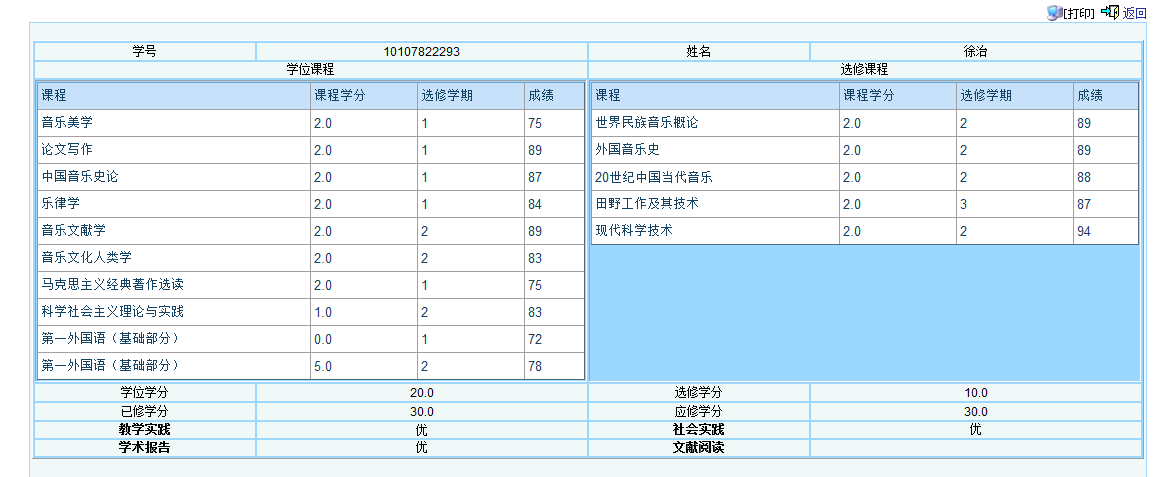 [打印] 返回
学号 10107822293 姓名 徐治
学位课程 选修课程
课程 课程学分 选修学期 成绩 课程 课程学分 选修学期 成绩
音乐美学 2.0 1 75 世界民族音乐概论 2.0 2 89
论文写作 2.0 1 89 外国音乐史 2.0 2 89
中国音乐史论 2.0 1 87 20世纪中国当代音乐 2.0 2 88
乐律学 2.0 1 84 田野工作及其技术 2.0 3 87
音乐文献学 2.0 2 89 现代科学技术 2.0 2 94
音乐文化人类学 2.0 2 83
马克思主义经典著作选读 2.0 1 75
科学社会主义理论与实践 1.0 2 83
第一外国语（基础部分） 0.0 1 72
第一外国语（基础部分） 5.0 2 78
学位学分 20.0 选修学分 10.0
已修学分 30.0 应修学分 30.0
教学实践 优 社会实践 优
学术报告 优 文献阅读